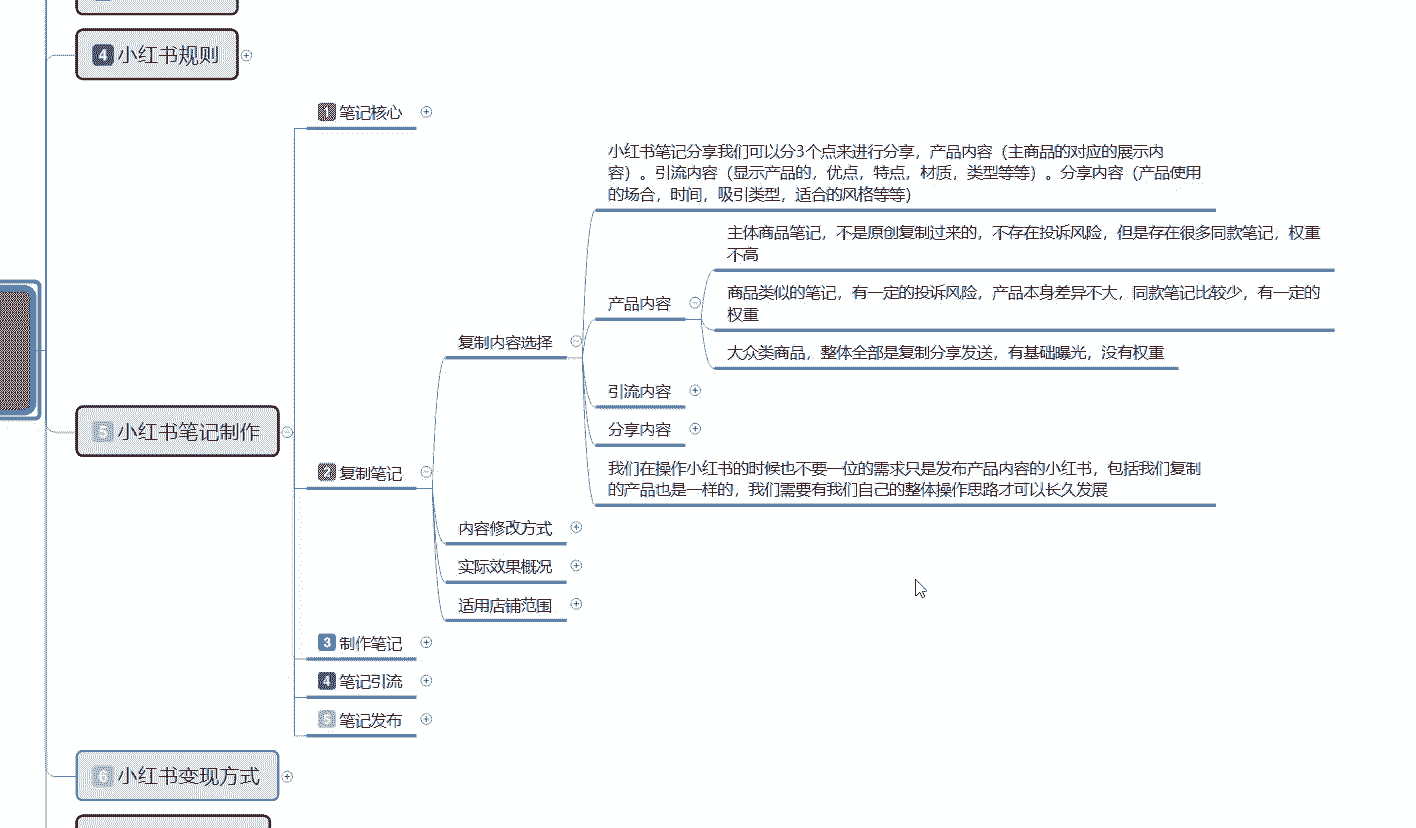 4 小红书规则
1 笔记核心
小红书笔记分享我们可以分3个点来进行分享，产品内容（主商品的对应的展示内
容）。引流内容（显示产品的，优点，特点，材质，类型等等）。分享内容（产品使用
的场合，时间，吸引类型，适合的风格等等）
主体商品笔记，不是原创复制过来的，不存在投诉风险，但是存在很多同款笔记，权重
不高
产品内容
商品类似的笔记，有一定的投诉风险，产品本身差异不大，同款笔记比较少，有一定的
权重
复制内容选择
大众类商品，整体全部是复制分享发送，有基础曝光，没有权重
引流内容
分享内容
5 小红书笔记制作
2 复制笔记
我们在操作小红书的时候也不要一位的需求只是发布产品内容的小红书，包括我们复制
的产品也是一样的，我们需要有我们自己的整体操作思路才可以长久发展
内容修改方式
实际效果概况
适用店铺范围
3 制作笔记
4 笔记引流
5 笔记发布
6 小红书变现方式